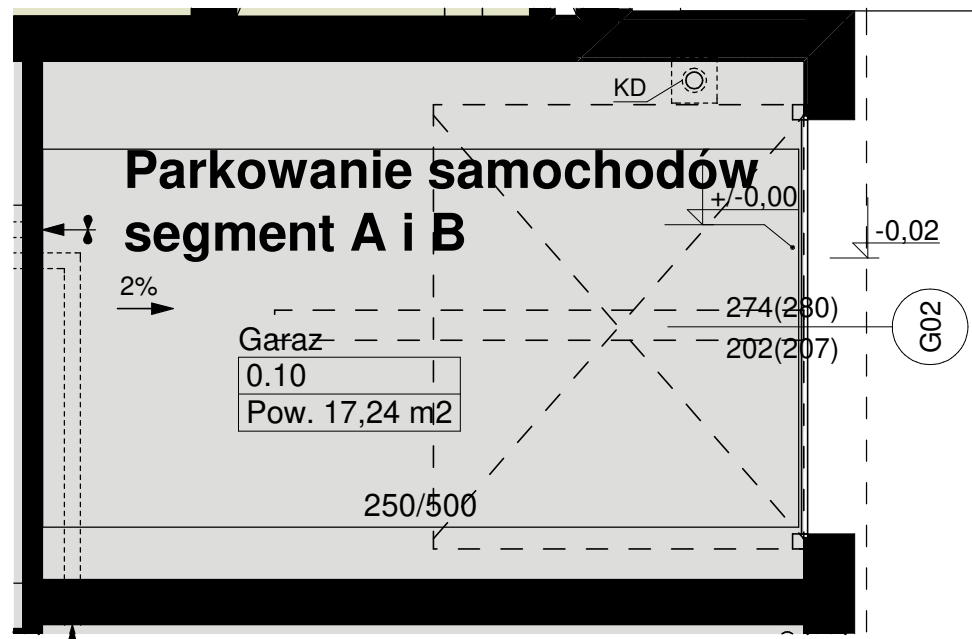 KD
Parkowanie samochodów
segment A i B
+/-0,00
-0,02
2%
274(280)
202(207)
G02
Garaz
0.10
Pow. 17,24 m2
250/500